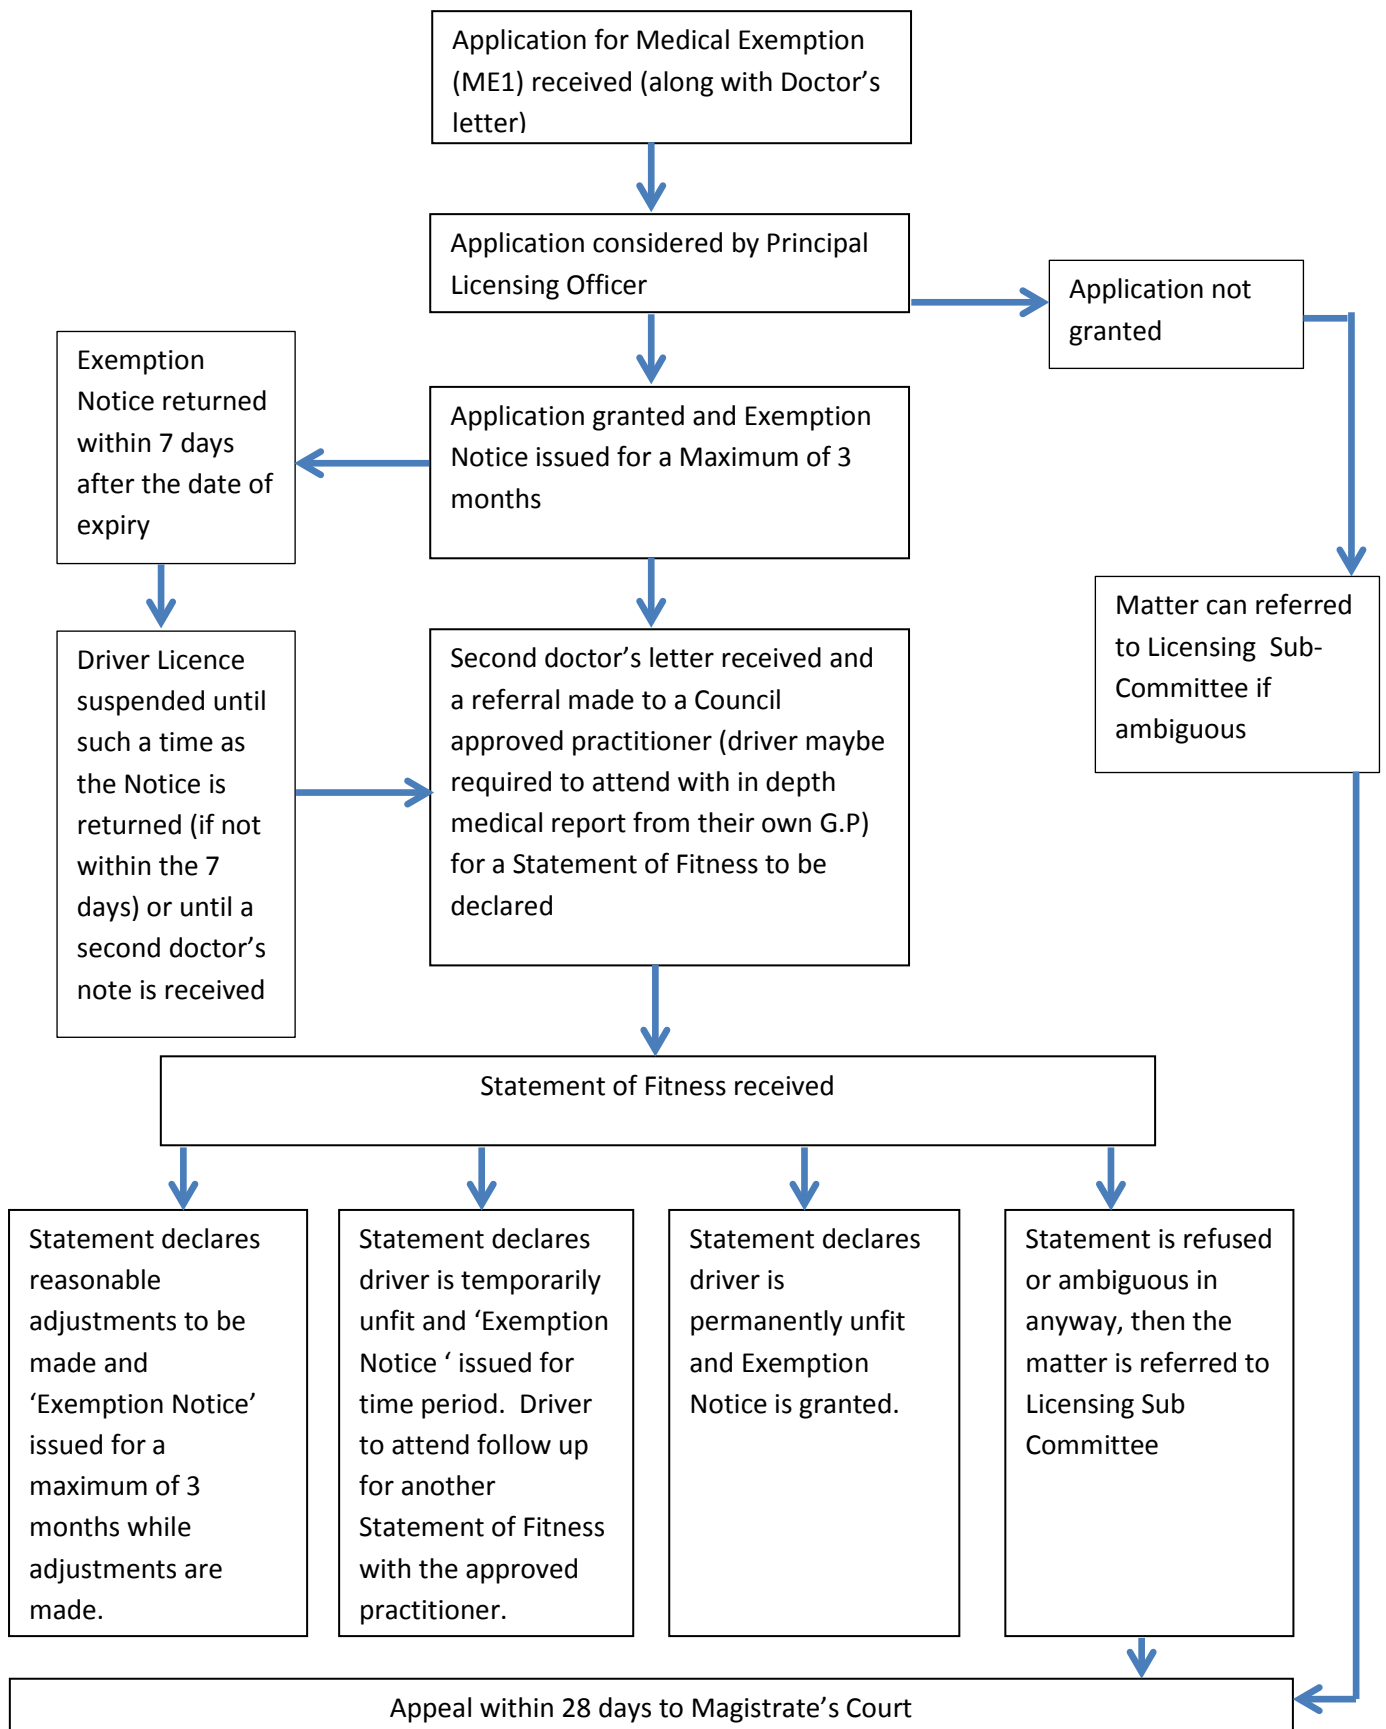 Application for Medical Exemption
(ME1) received (along with Doctor’s
letter)
Application considered by Principal
Licensing Officer
Application not
granted
Exemption
Notice returned
within 7 days
after the date of
expiry
Application granted and Exemption
Notice issued for a Maximum of 3
months
Matter can referred
to Licensing  Sub-
Committee if
ambiguous
Driver Licence
suspended until
such a time as
the Notice is
returned (if not
within the 7
days) or until a
second doctor’s
note is received
Second doctor’s letter received and
a referral made to a Council
approved practitioner (driver maybe
required to attend with in depth
medical report from their own G.P)
for a Statement of Fitness to be
declared
Statement of Fitness received
Statement declares
reasonable
adjustments to be
made and
‘Exemption Notice’
issued for a
maximum of 3
months while
adjustments are
made.
Statement declares
driver is temporarily
unfit and ‘Exemption
Notice ‘ issued for
time period.  Driver
to attend follow up
for another
Statement of Fitness
with the approved
practitioner.
Statement declares
driver is
permanently unfit
and Exemption
Notice is granted.
Statement is refused
or ambiguous in
anyway, then the
matter is referred to
Licensing Sub
Committee
Appeal within 28 days to Magistrate’s Court